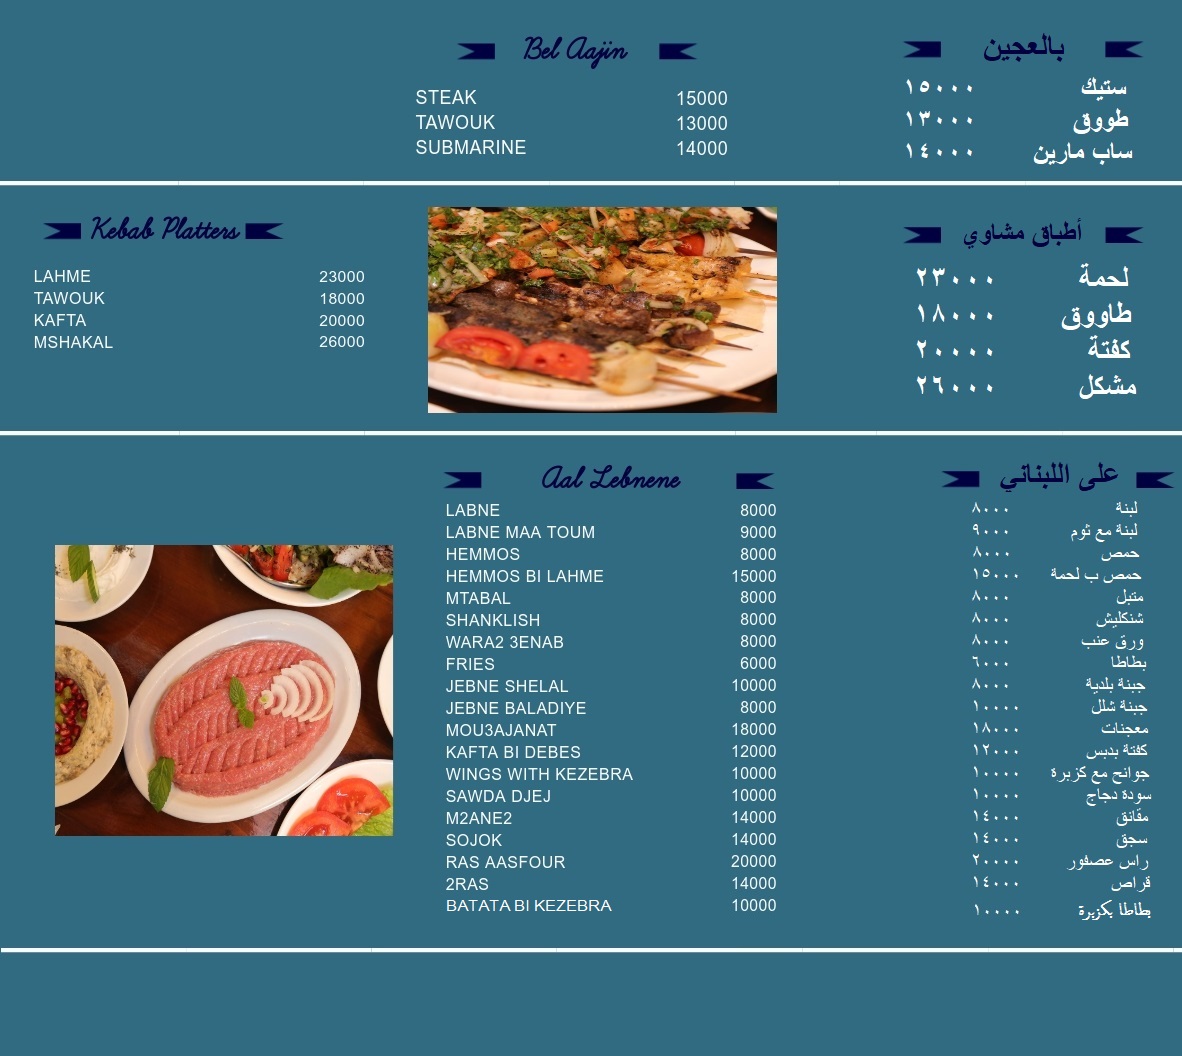 Bel Aajin
STEAK 15000
TAWOUK 13000
SUBMARINE 14000
بالعجين
ستيك ١٥٠٠٠
طووق ١٣٠٠٠
ساب مارين ١٤٠٠٠
Kebab Platters
LAHME 23000
TAWOUK 18000
KAFTA 20000
MSHAKAL 26000
أطباق مشاوي
لحمة ٢٣٠٠٠
طاووق ١٨٠٠٠
كفتة ٢٠٠٠٠
مشكل ٢٦٠٠٠
Aal Lebnene
LABNE 8000
LABNE MAA TOUM 9000
HEMMOS 8000
HEMMOS BI LAHME 15000
MTABAL 8000
SHANKLISH 8000
WARA2 3ENAB 8000
FRIES 6000
JEBNE SHELAL 10000
JEBNE BALADIYE 8000
MOU3AJANAT 18000
KAFTA BI DEBES 12000
WINGS WITH KEZEBRA 10000
SAWDA DJEJ 10000
M2ANE2 14000
SOJOK 14000
RAS AASFOUR 20000
2RAS 14000
BATATA BI KEZEBRA 10000
على اللبناني
لبنة ٨٠٠٠
لبنة مع ثوم ٩٠٠٠
حمص ٨٠٠٠
حمص ب لحمة ١٥٠٠٠
متبل ٨٠٠٠
شنكليش ٨٠٠٠
ورق عنب ٨٠٠٠
بطاطا ٦٠٠٠
جبنة بلدية ٨٠٠٠
جبنة شلل ١٠٠٠٠
معجنات ١٨٠٠٠
كفتة بدبس ١٢٠٠٠
جوانح مع كزبرة ١٠٠٠٠
سودة دجاج ١٠٠٠٠
مقانق ١٤٠٠٠
سجق ١٤٠٠٠
راس عصفور ٢٠٠٠٠
قراص ١٤٠٠٠
بطاطا بكزبرة ١٠٠٠٠